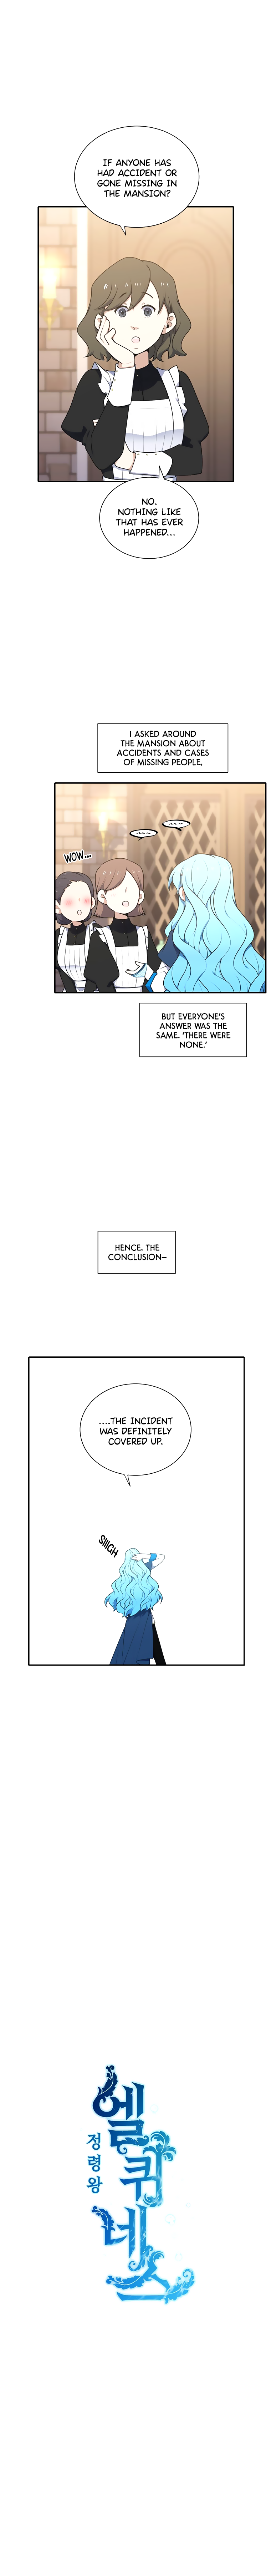 IF ANYONE HAS
HAD ACCIDENT OR
GONE MISSING IN
THE MANSION?
NO.
NOTHING LIKE
THAT HAS EVER
HAPPENED...
I ASKED AROUND
THE MANSION ABOUT
ACCIDENTS AND CASES
OF MISSING PEOPLE.
WOW...
BUT EVERYONE'S
ANSWER WAS THE
SAME. 'THERE WERE
NONE.'
HENCE, THE
CONCLUSION-
....THE INCIDENT
WAS DEFINITELY
COVERED UP.
SIIIGH
정령왕
엘
퀴
네
스